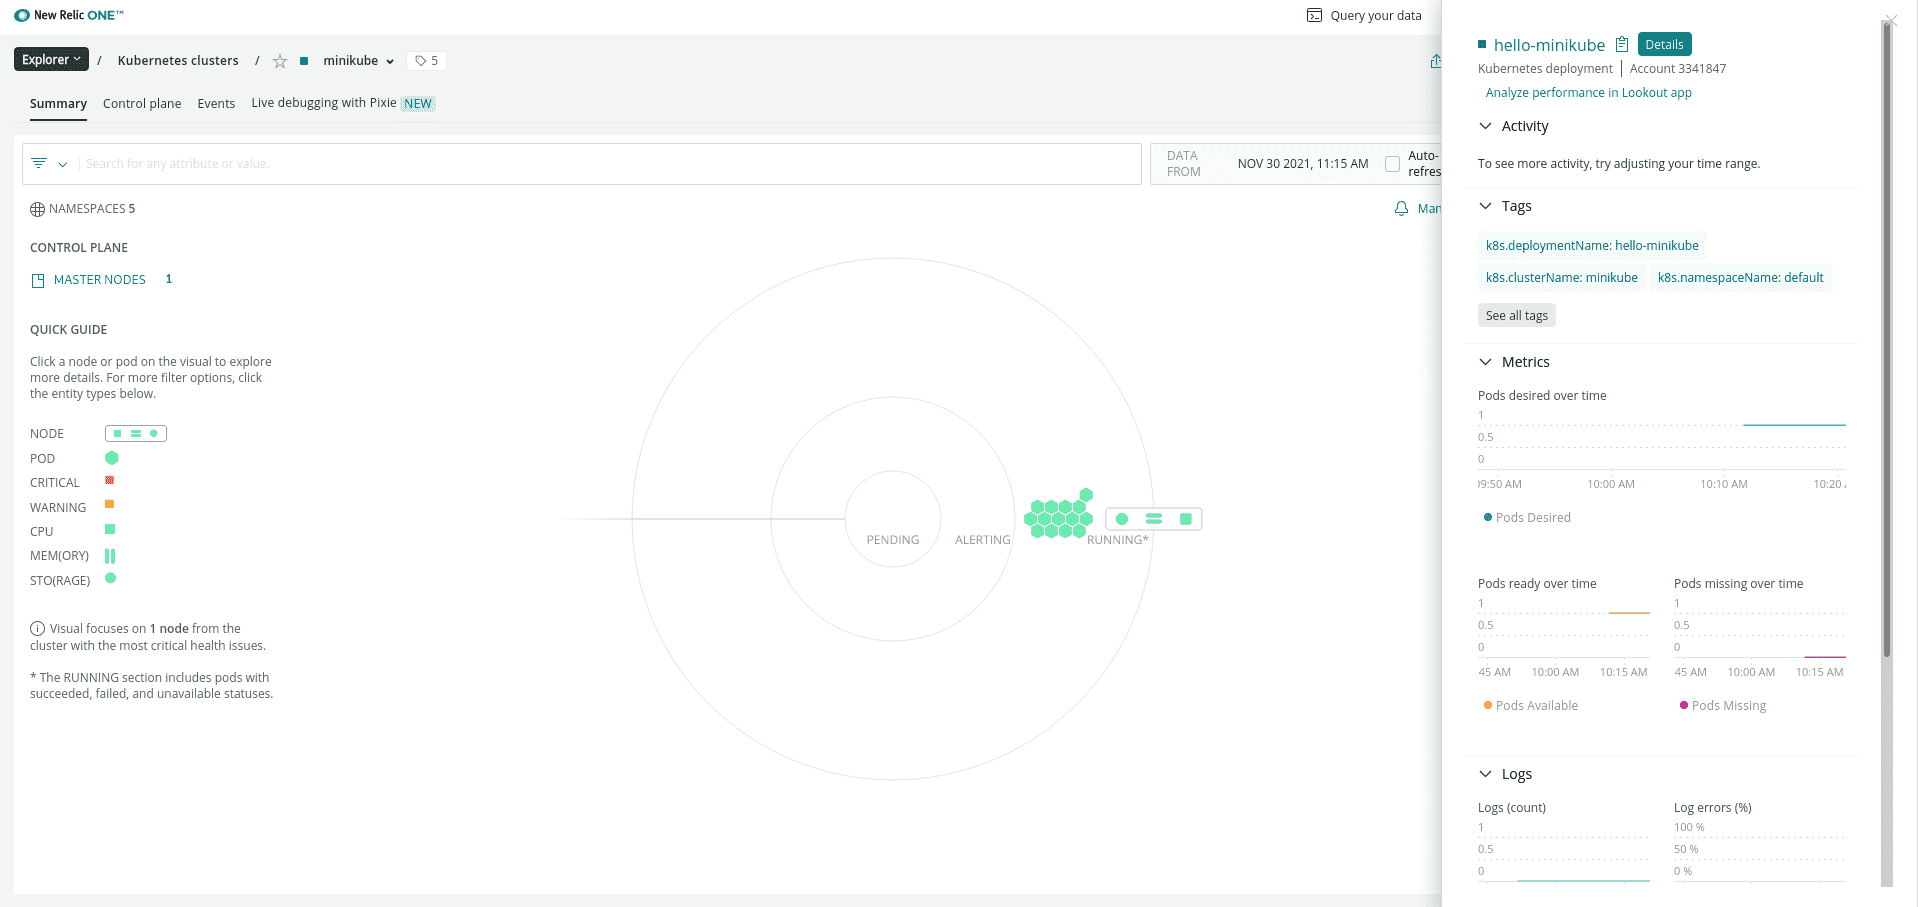 New Relic ONE™
Query your data
Explorer / Kubernetes clusters / minikube 5
Summary Control plane Events Live debugging with Pixie NEW
Search for any attribute or value.
DATA FROM
NOV 30 2021, 11:15 AM
Auto-
NAMESPACES 5
CONTROL PLANE
MASTER NODES 1
QUICK GUIDE
Click a node or pod on the visual to explore
more details. For more filter options, click
the entity types below.
NODE
POD
CRITICAL
WARNING
CPU
MEM(ORY)
STO(RAGE)
Visual focuses on 1 node from the
cluster with the most critical health issues.
* The RUNNING section includes pods with
succeeded, failed, and unavailable statuses.
PENDING
ALERTING
RUNNING*
hello-minikube Details
Kubernetes deployment | Account 3341847
Analyze performance in Lookout app
Activity
To see more activity, try adjusting your time range.
Tags
k8s.deploymentName: hello-minikube
k8s.clusterName: minikube k8s.namespaceName: default
See all tags
Metrics
Pods desired over time
1
0.5
0
09:50 AM 10:00 AM 10:10 AM 10:20
Pods Desired
Pods ready over time
1
0.5
0
45 AM 10:00 AM 10:15 AM
Pods Available
Pods missing over time
1
0.5
0
45 AM 10:00 AM 10:15 AM
Pods Missing
Logs
Logs (count)
1
0.5
0
Log errors (%)
100 %
50 %
0 %